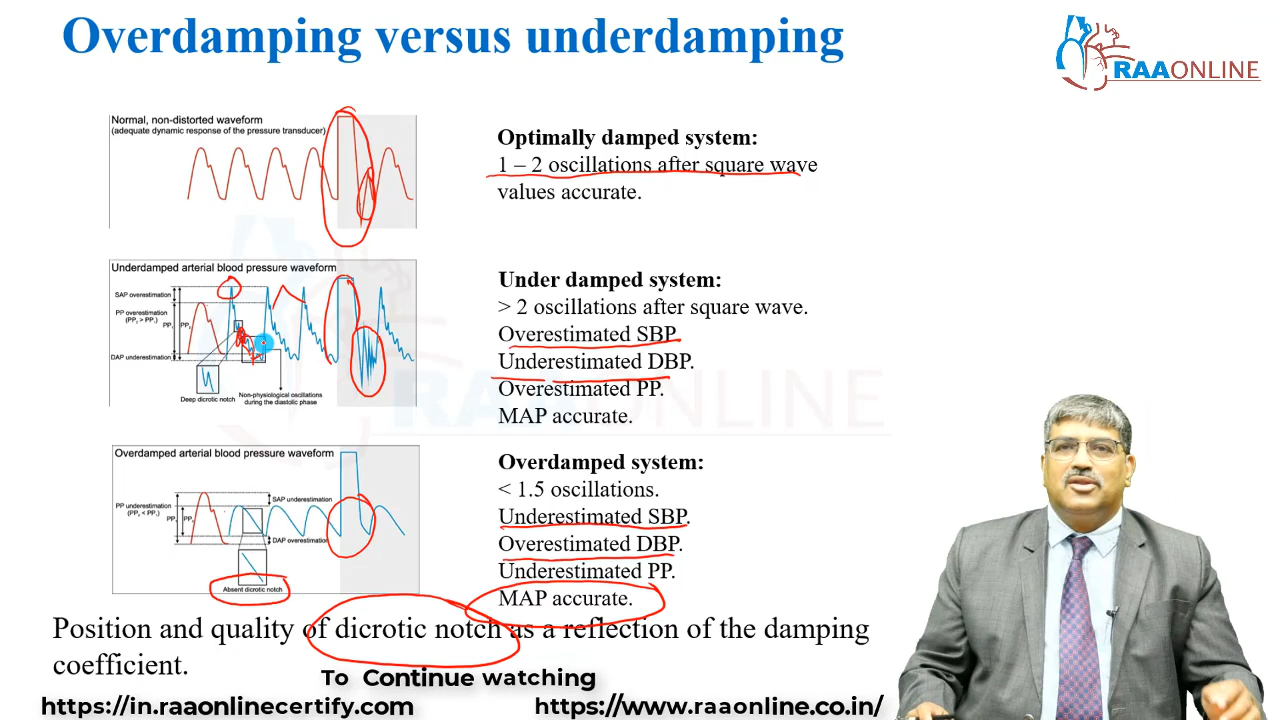 Overdamping versus underdamping
RAAONLINE
Normal, non-distorted waveform
(adequate dynamic response of the pressure transducer)
Optimally damped system:
1 – 2 oscillations after square wave
values accurate.
Underdamped arterial blood pressure waveform
SAP overestimation
PP overestimation
(PP₂ > PP₁)
PP₁
PP₂
DAP underestimation
Deep dicrotic notch
Non-physiological oscillations
during the diastolic phase
Under damped system:
> 2 oscillations after square wave.
Overestimated SBP.
Underestimated DBP.
Overestimated PP.
MAP accurate.
Overdamped arterial blood pressure waveform
SAP underestimation
PP underestimation
(PP₂ < PP₁)
PP₁
PP₂
DAP overestimation
Absent dicrotic notch
Overdamped system:
< 1.5 oscillations.
Underestimated SBP.
Overestimated DBP.
Underestimated PP.
MAP accurate.
RAAONLINE
Position and quality of dicrotic notch as a reflection of the damping
coefficient.
To Continue watching
https://in.raaonlinecertify.com
https://www.raaonline.co.in/